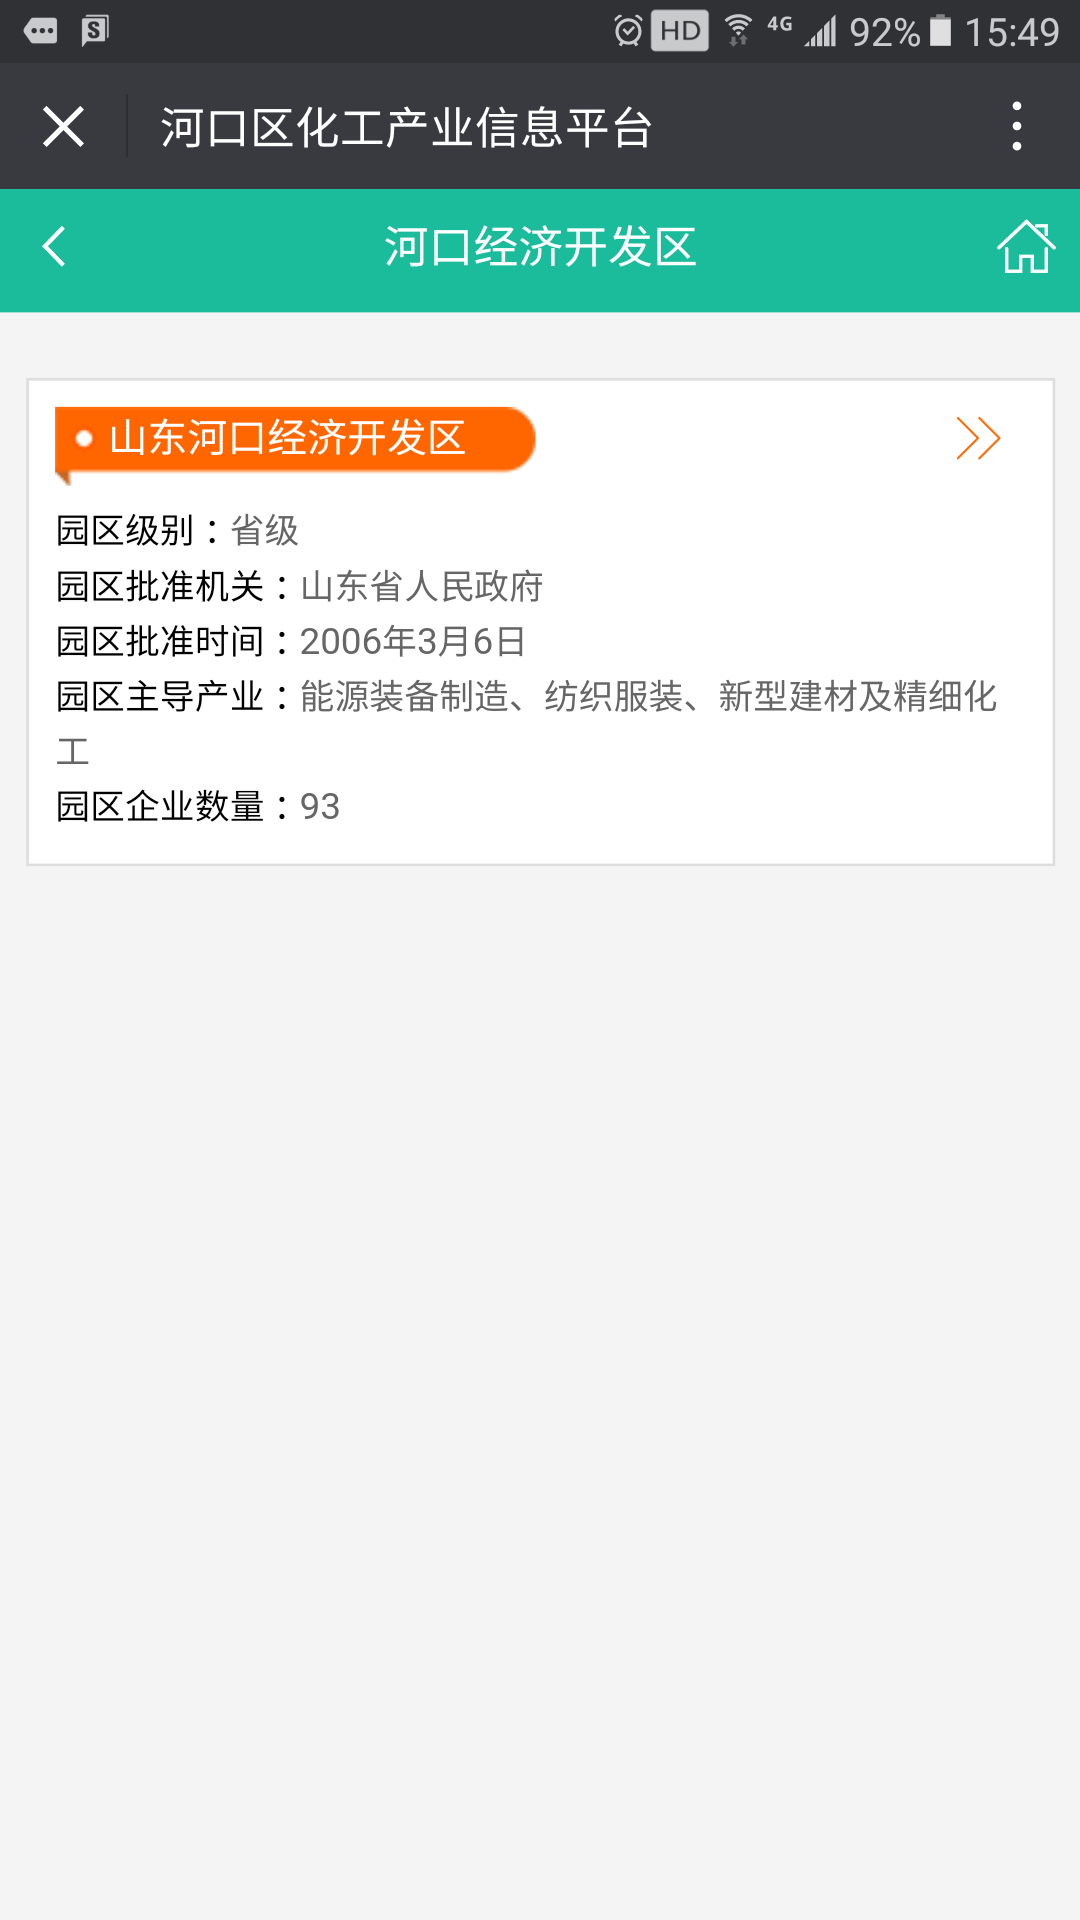 HD 4G 92% 15:49
河口区化工产业信息平台
河口经济开发区
山东河口经济开发区
园区级别：省级
园区批准机关：山东省人民政府
园区批准时间：2006年3月6日
园区主导产业：能源装备制造、纺织服装、新型建材及精细化
工
园区企业数量：93